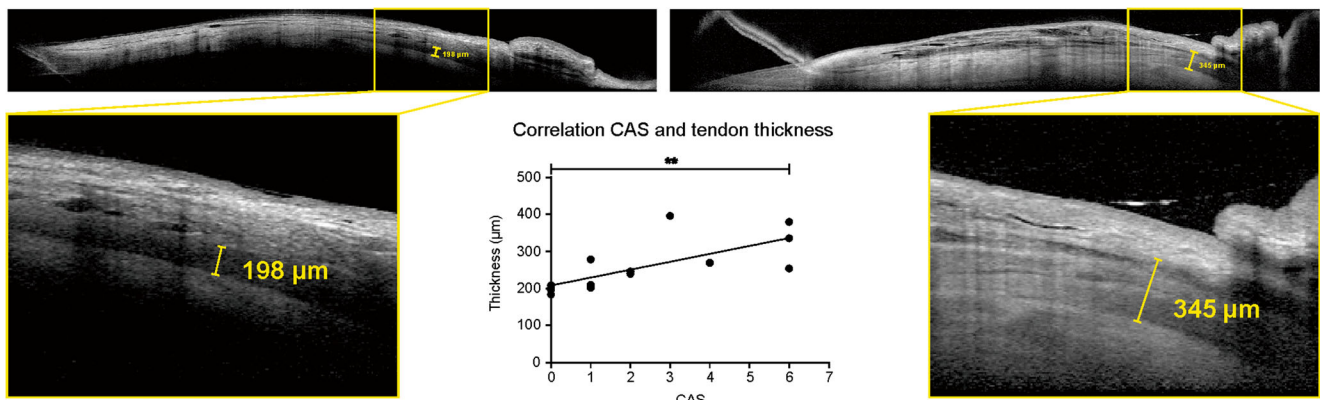 198 µm
345 µm
198 µm
Correlation CAS and tendon thickness
**
Thickness (µm)
500
400
300
200
100
0
0 1 2 3 4 5 6 7
CAS
345 µm